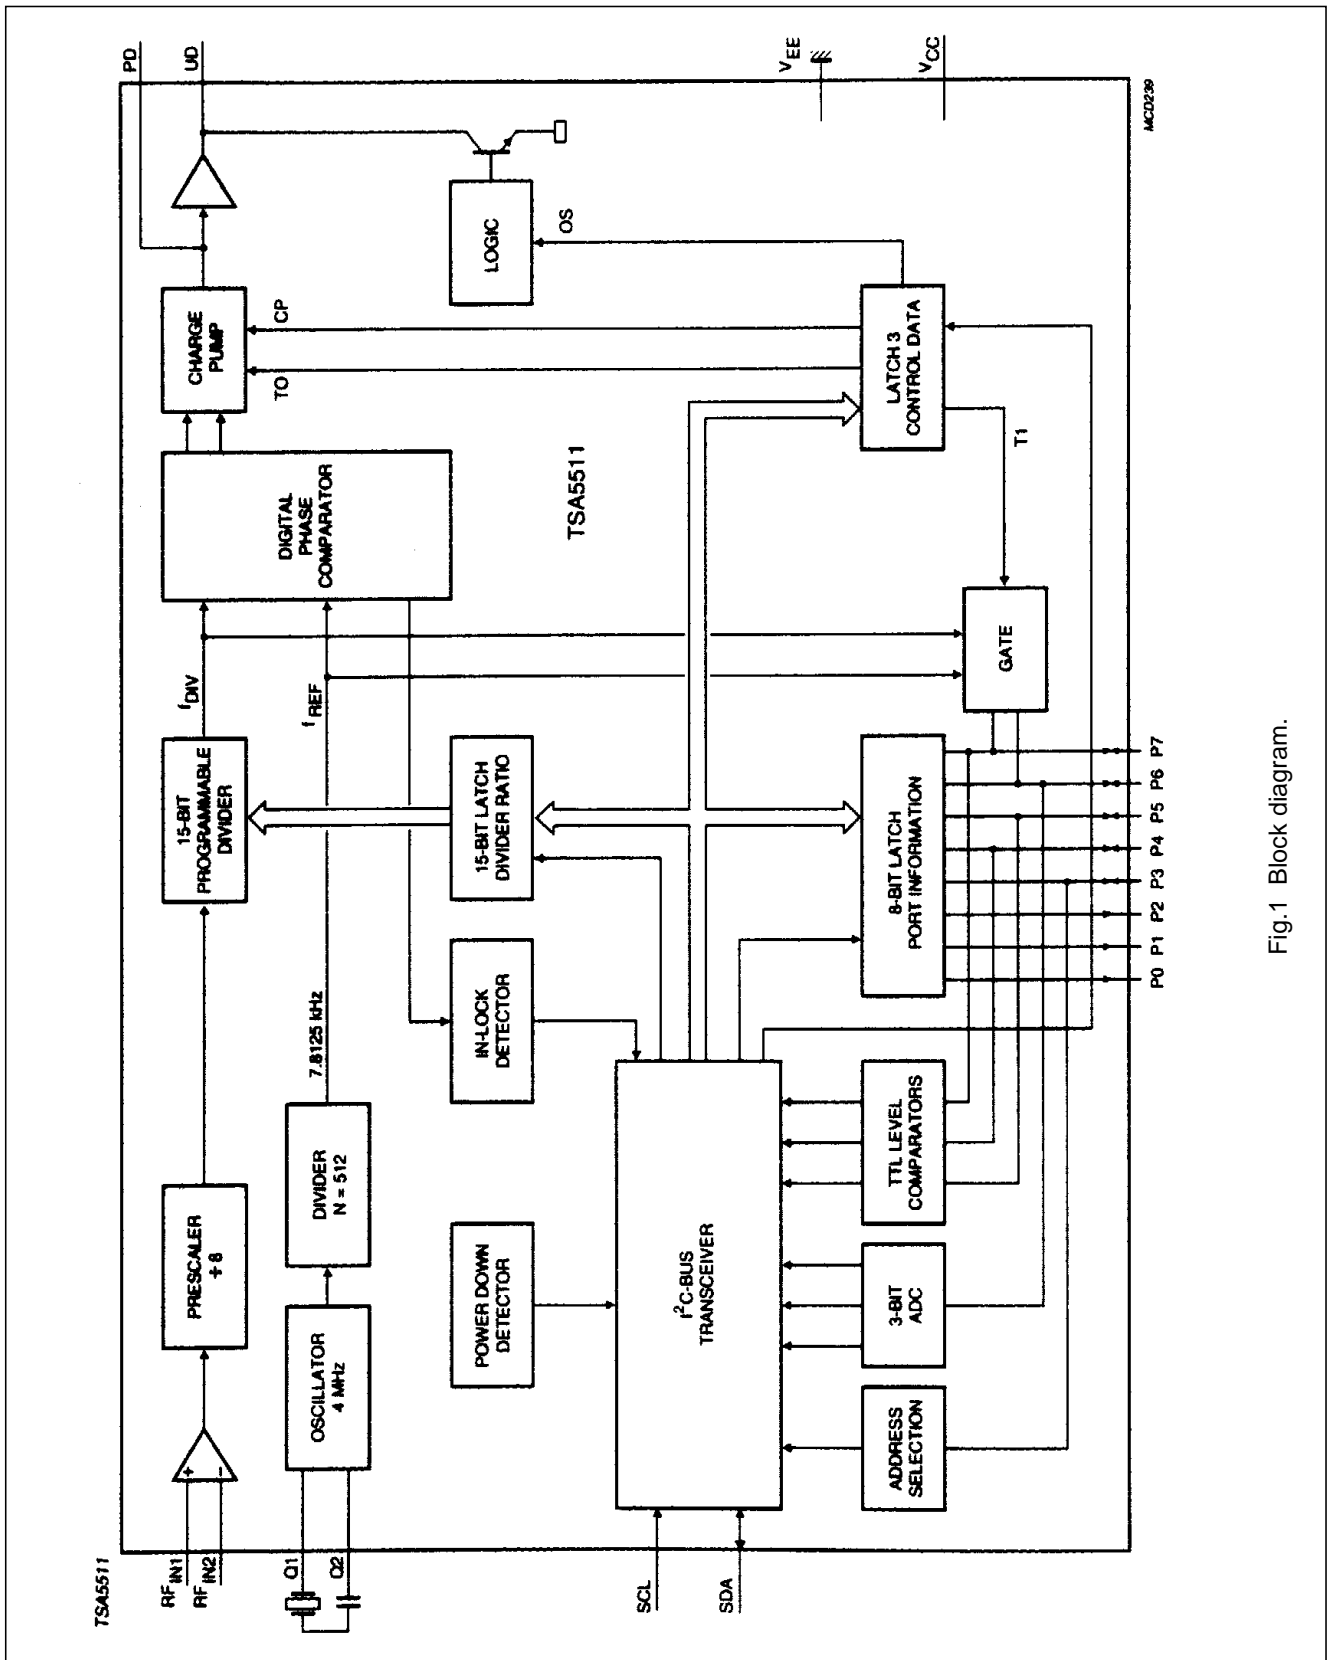 TSA5511
RF IN1
RF IN2
Q1
Q2
SCL
SDA
PRESCALER
÷ 8
OSCILLATOR
4 MHz
DIVIDER
N = 512
7.8125 kHz
15-BIT
PROGRAMMABLE
DIVIDER
fDIV
fREF
DIGITAL
PHASE
COMPARATOR
CHARGE
PUMP
PD
UD
TO
CP
POWER DOWN
DETECTOR
IN-LOCK
DETECTOR
15-BIT LATCH
DIVIDER RATIO
TSA5511
LOGIC
OS
I2C-BUS
TRANSCEIVER
ADDRESS
SELECTION
3-BIT
ADC
TTL LEVEL
COMPARATORS
8-BIT LATCH
PORT INFORMATION
GATE
T1
LATCH 3
CONTROL DATA
VEE
VCC
P0 P1 P2 P3 P4 P5 P6 P7
MCD239
Fig.1 Block diagram.